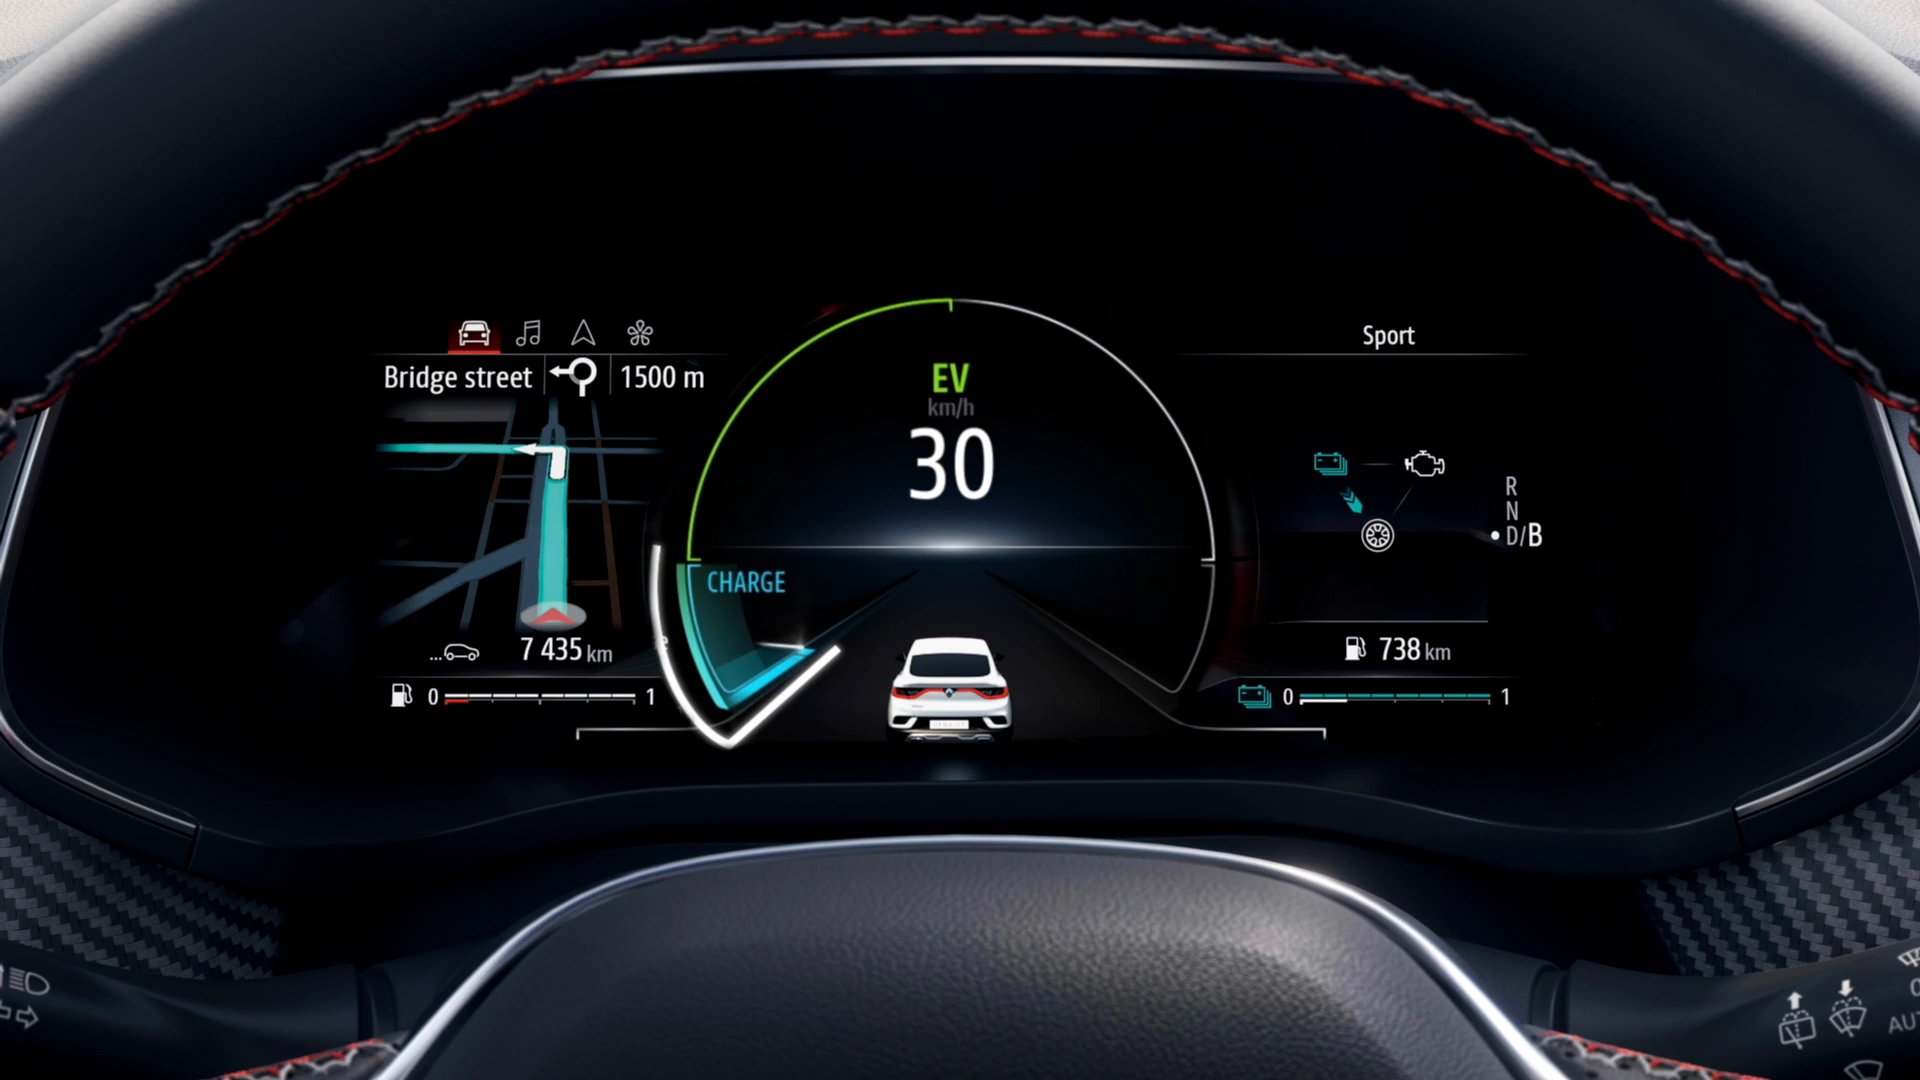 Bridge street
1500 m
7 435 km
0 1
EV
km/h
30
CHARGE
Sport
R
N
D/B
738 km
0 1